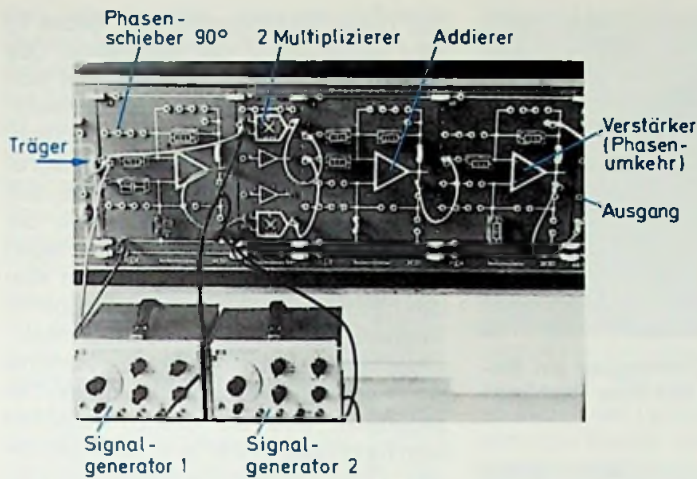 Phasen-
schieber 90°
2 Multiplizierer
Addierer
Träger
Verstärker
(Phasen-
umkehr)
Ausgang
Signal-
generator 1
Signal-
generator 2